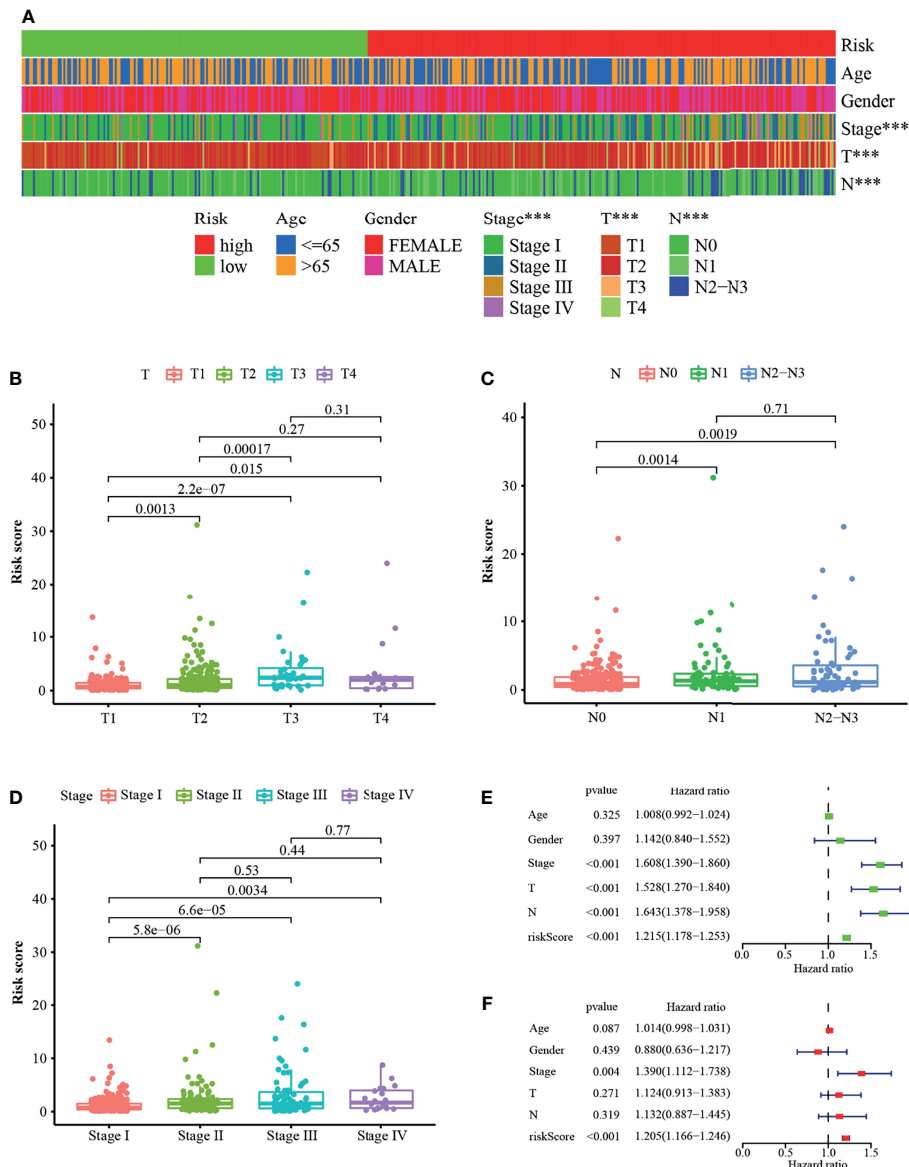 A
Risk
Age
Gender
Stage***
T***
N***
Risk Age Gender Stage*** T*** N***
high <=65 FEMALE Stage I T1 N0
low >65 MALE Stage II T2 N1
Stage III T3 N2−N3
Stage IV T4
B
T T1 T2 T3 T4
50
40
30
20
10
0
Risk score
0.31
0.27
0.00017
0.015
2.2e−07
0.0013
T1 T2 T3 T4
C
N N0 N1 N2−N3
40
30
20
10
0
Risk score
0.71
0.0019
0.0014
N0 N1 N2−N3
D
Stage Stage I Stage II Stage III Stage IV
50
40
30
20
10
0
Risk score
0.77
0.44
0.53
0.0034
6.6e−05
5.8e−06
Stage I Stage II Stage III Stage IV
E
pvalue Hazard ratio
Age 0.325 1.008(0.992−1.024)
Gender 0.397 1.142(0.840−1.552)
Stage <0.001 1.608(1.390−1.860)
T <0.001 1.528(1.270−1.840)
N <0.001 1.643(1.378−1.958)
riskScore <0.001 1.215(1.178−1.253)
0.0 0.5 1.0 1.5
Hazard ratio
F
pvalue Hazard ratio
Age 0.087 1.014(0.998−1.031)
Gender 0.439 0.880(0.636−1.217)
Stage 0.004 1.390(1.112−1.738)
T 0.271 1.124(0.913−1.383)
N 0.319 1.132(0.887−1.445)
riskScore <0.001 1.205(1.166−1.246)
0.0 0.5 1.0 1.5
Hazard ratio